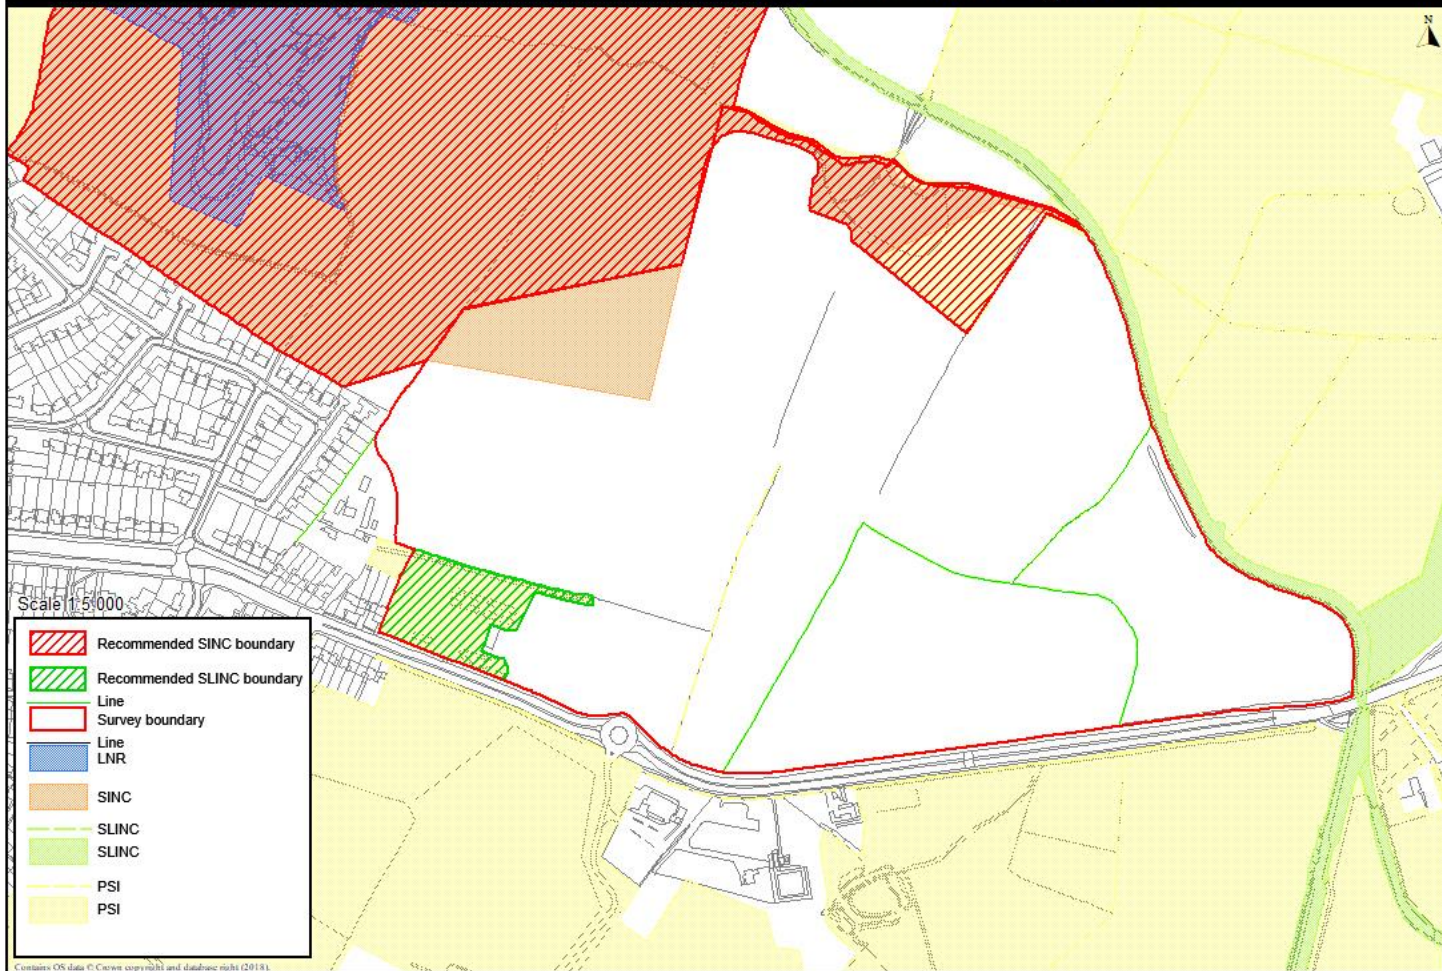 N
Scale 1:5,000
Recommended SINC boundary
Recommended SLINC boundary
Line
Survey boundary
Line
LNR
SINC
SLINC
SLINC
PSI
PSI
Contains OS data © Crown copyright and database right (2018).